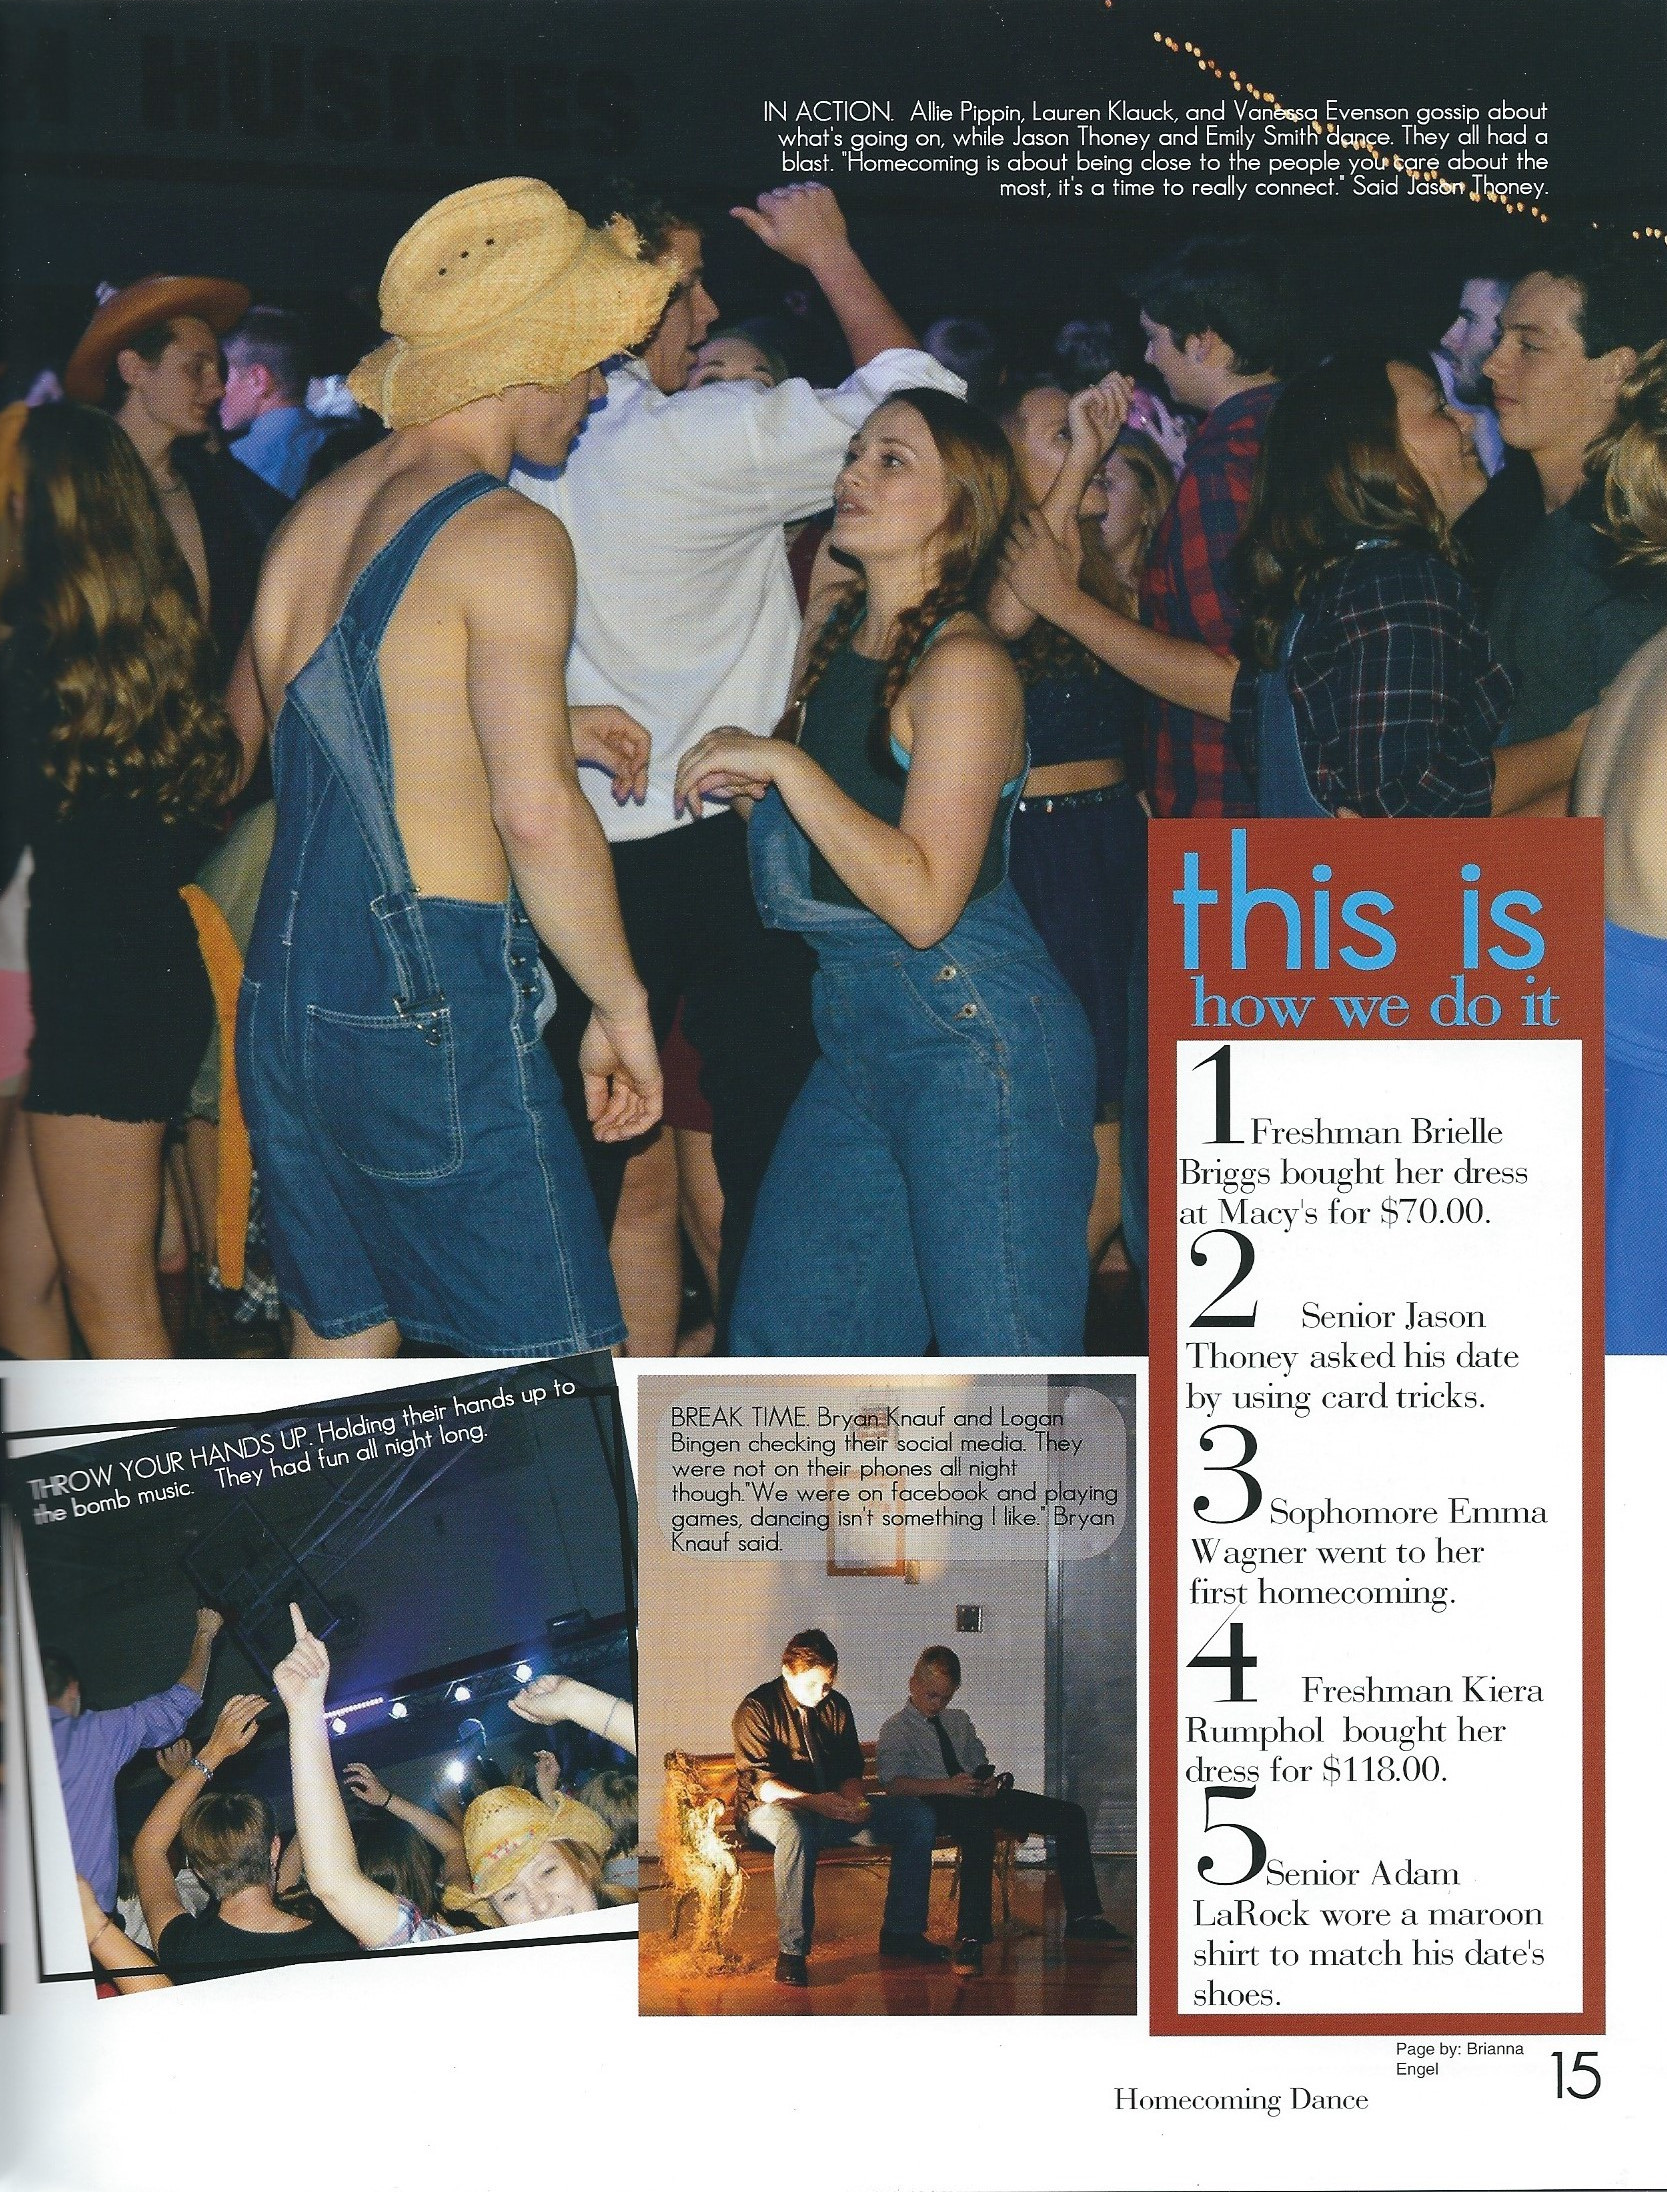 HUSKIES
IN ACTION. Allie Pippin, Lauren Klauck, and Vanessa Evenson gossip about
what's going on, while Jason Thoney and Emily Smith dance. They all had a
blast. "Homecoming is about being close to the people you care about the
most, it's a time to really connect." Said Jason Thoney.
this is
how we do it
1 Freshman Brielle
Briggs bought her dress
at Macy's for $70.00.
2 Senior Jason
Thoney asked his date
by using card tricks.
3 Sophomore Emma
Wagner went to her
first homecoming.
4 Freshman Kiera
Rumphol bought her
dress for $118.00.
5 Senior Adam
LaRock wore a maroon
shirt to match his date's
shoes.
THROW YOUR HANDS UP. Holding their hands up to
the bomb music. They had fun all night long.
BREAK TIME. Bryan Knauf and Logan
Bingen checking their social media. They
were not on their phones all night
though."We were on facebook and playing
games, dancing isn't something I like." Bryan
Knauf said.
Page by: Brianna
Engel
15
Homecoming Dance